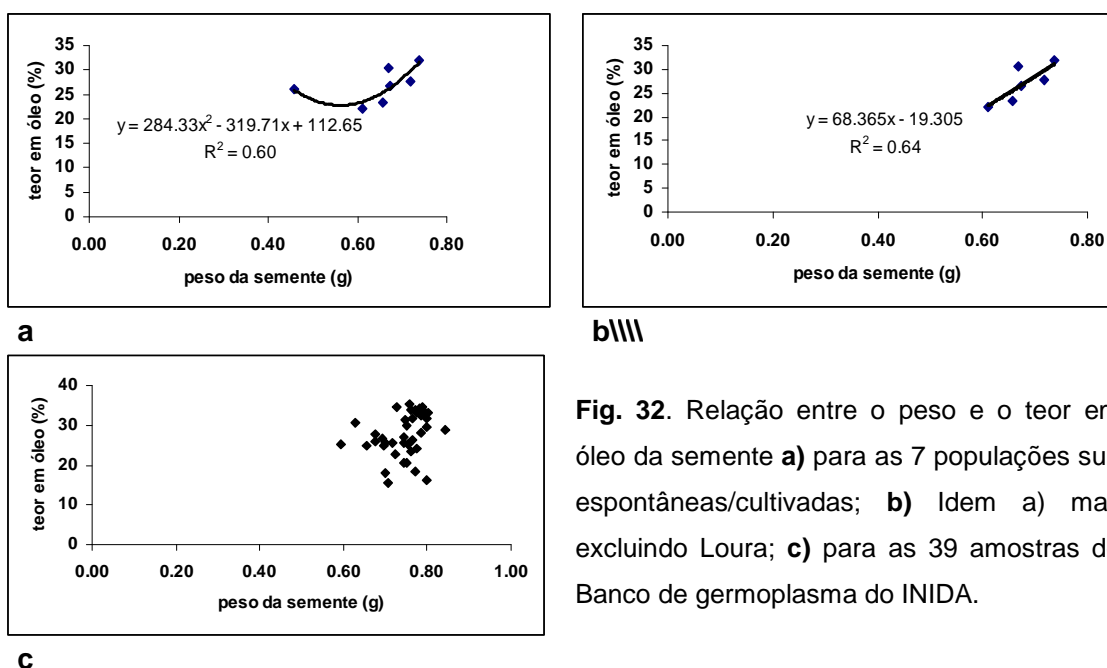 35
30
25
20
15
10
5
0
teor em óleo (%)
y = 284.33x² - 319.71x + 112.65
R² = 0.60
0.00 0.20 0.40 0.60 0.80
peso da semente (g)
a
35
30
25
20
15
10
5
0
teor em óleo (%)
y = 68.365x - 19.305
R² = 0.64
0.00 0.20 0.40 0.60 0.80
peso da semente (g)
b\\\\
40
30
20
10
0
teor em óleo (%)
0.00 0.20 0.40 0.60 0.80 1.00
peso da semente (g)
c
Fig. 32. Relação entre o peso e o teor
óleo da semente a) para as 7 populações
espontâneas/cultivadas; b) Idem a)
excluindo Loura; c) para as 39 amostras
Banco de germoplasma do INIDA.